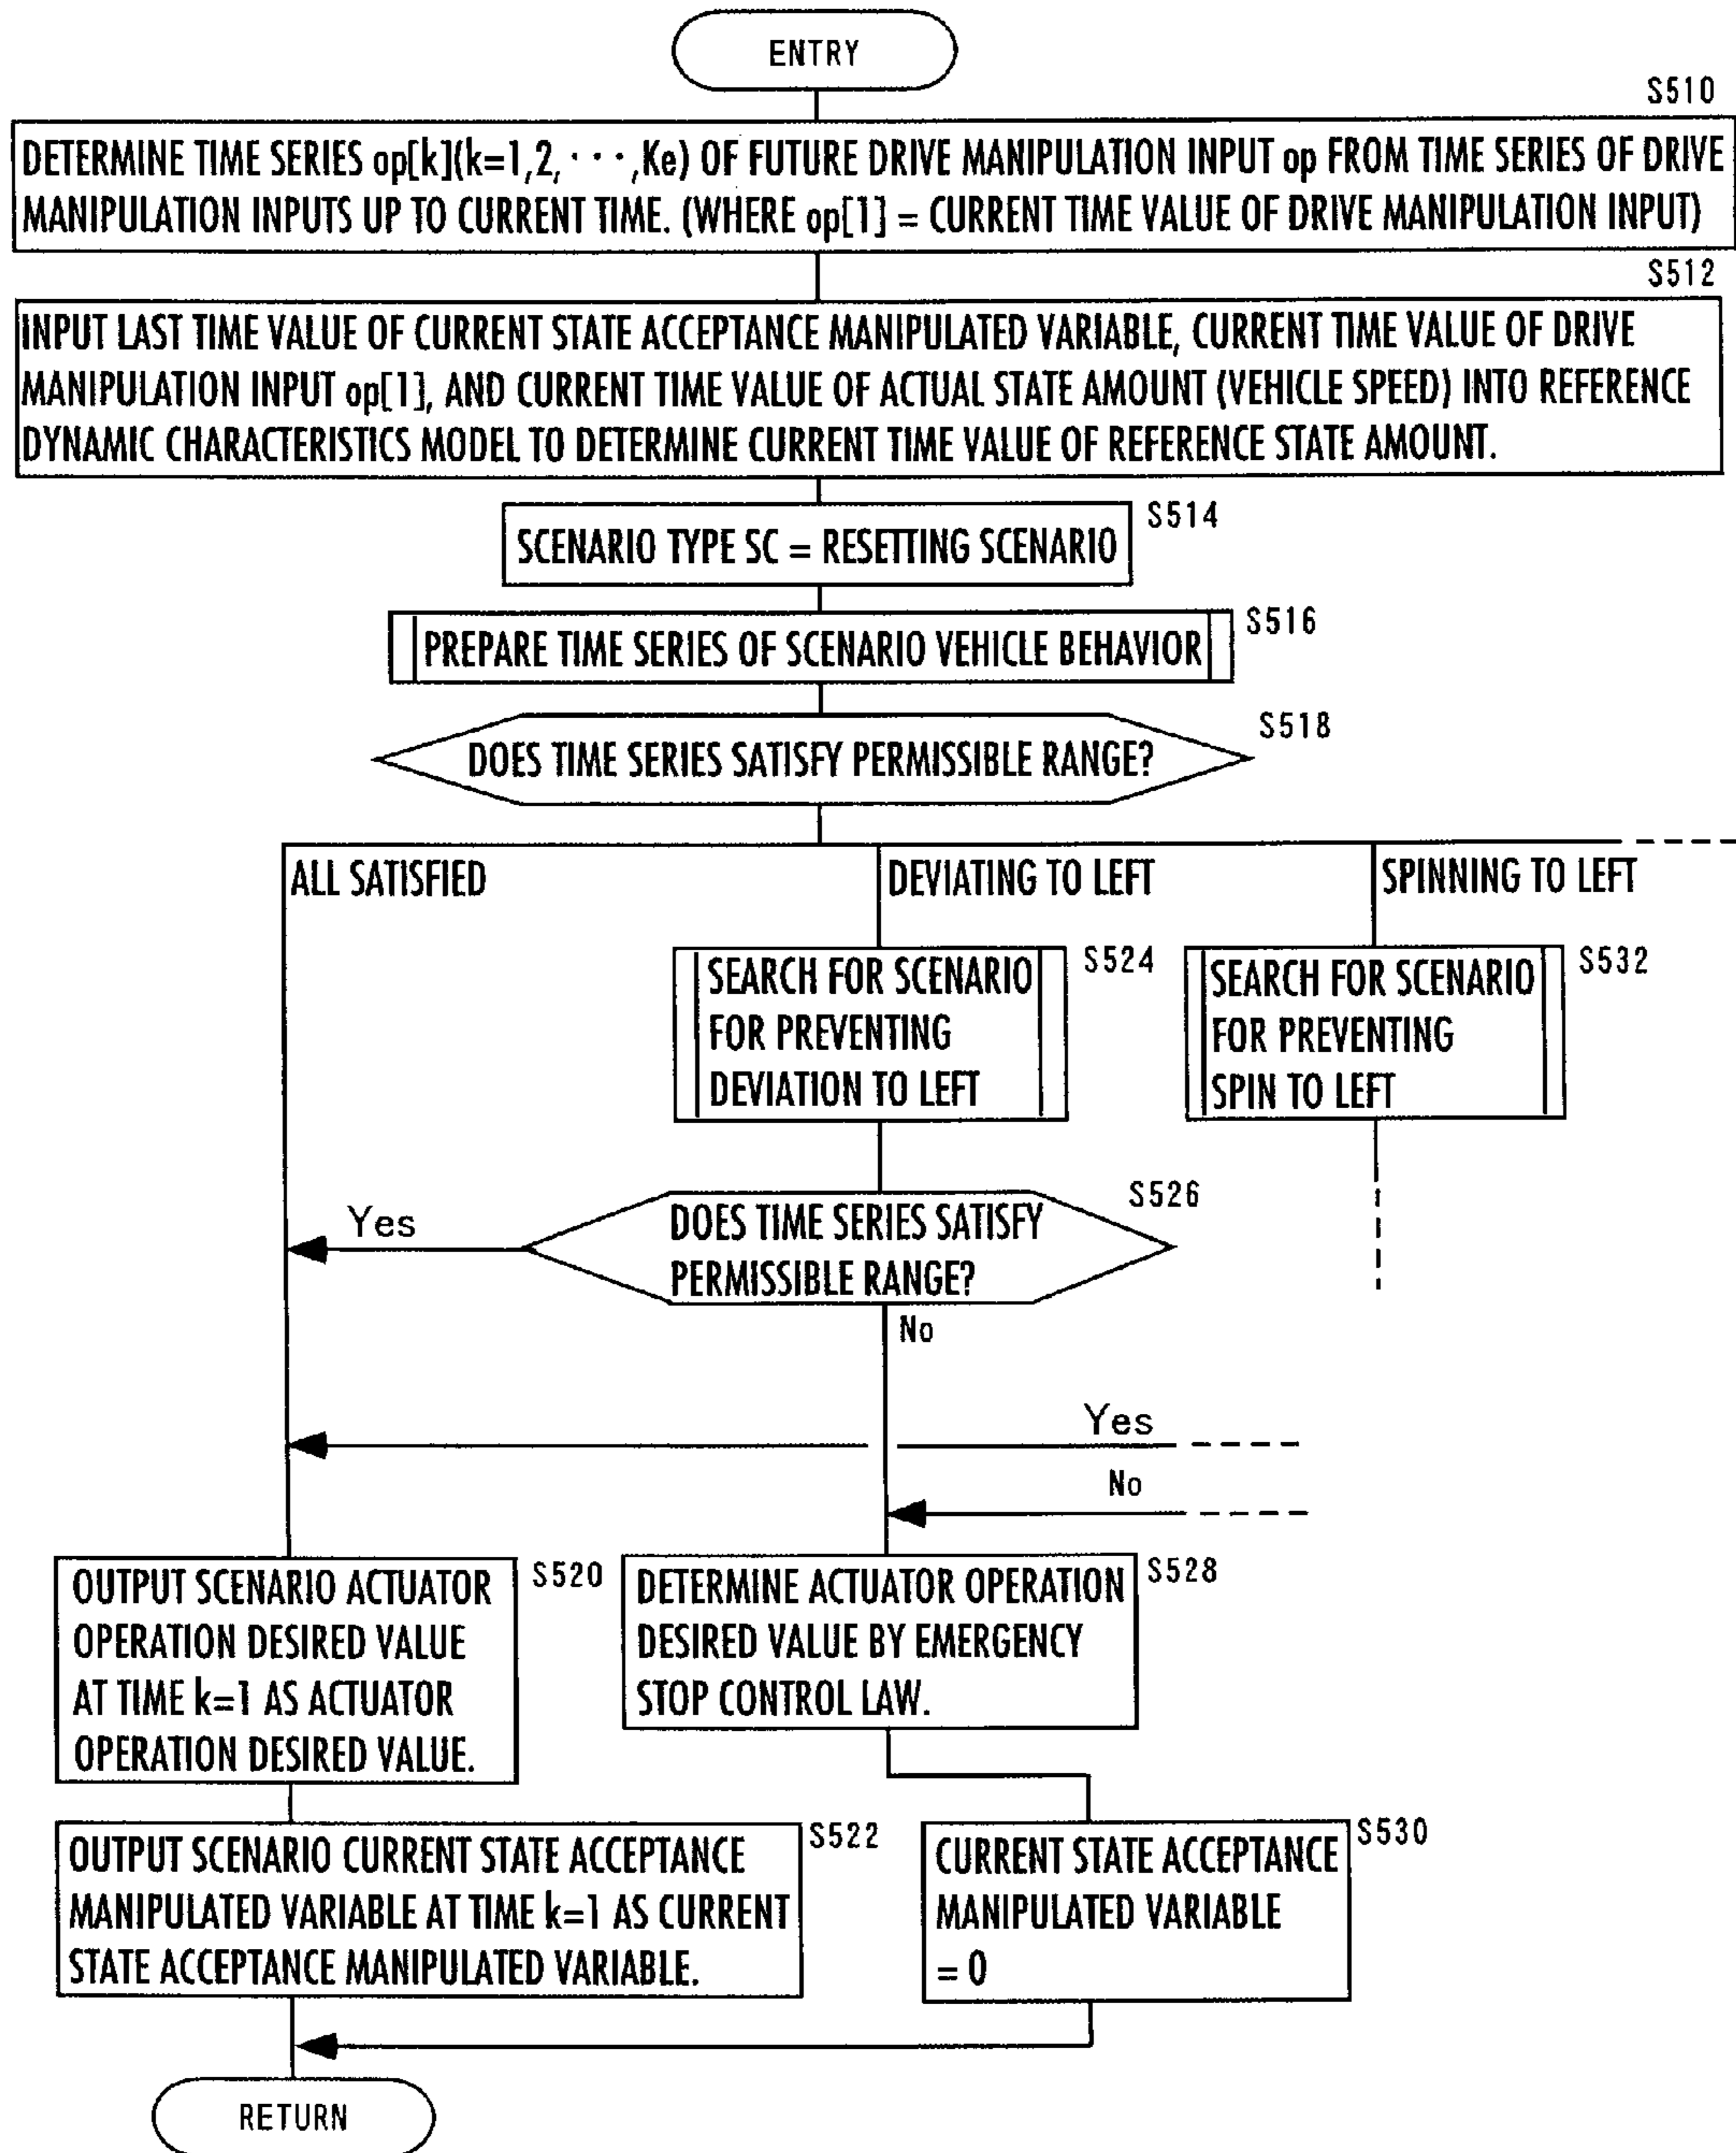 ENTRY
S510
DETERMINE TIME SERIES op[k](k=1,2, ・・・,Ke) OF FUTURE DRIVE MANIPULATION INPUT op FROM TIME SERIES OF DRIVE
MANIPULATION INPUTS UP TO CURRENT TIME. (WHERE op[1] = CURRENT TIME VALUE OF DRIVE MANIPULATION INPUT)
S512
INPUT LAST TIME VALUE OF CURRENT STATE ACCEPTANCE MANIPULATED VARIABLE, CURRENT TIME VALUE OF DRIVE
MANIPULATION INPUT op[1], AND CURRENT TIME VALUE OF ACTUAL STATE AMOUNT (VEHICLE SPEED) INTO REFERENCE
DYNAMIC CHARACTERISTICS MODEL TO DETERMINE CURRENT TIME VALUE OF REFERENCE STATE AMOUNT.
S514
SCENARIO TYPE SC = RESETTING SCENARIO
S516
PREPARE TIME SERIES OF SCENARIO VEHICLE BEHAVIOR
S518
DOES TIME SERIES SATISFY PERMISSIBLE RANGE?
ALL SATISFIED
DEVIATING TO LEFT
SPINNING TO LEFT
S524
SEARCH FOR SCENARIO
FOR PREVENTING
DEVIATION TO LEFT
S532
SEARCH FOR SCENARIO
FOR PREVENTING
SPIN TO LEFT
S526
DOES TIME SERIES SATISFY
PERMISSIBLE RANGE?
Yes
No
Yes
No
S520
OUTPUT SCENARIO ACTUATOR
OPERATION DESIRED VALUE
AT TIME k=1 AS ACTUATOR
OPERATION DESIRED VALUE.
S528
DETERMINE ACTUATOR OPERATION
DESIRED VALUE BY EMERGENCY
STOP CONTROL LAW.
S522
OUTPUT SCENARIO CURRENT STATE ACCEPTANCE
MANIPULATED VARIABLE AT TIME k=1 AS CURRENT
STATE ACCEPTANCE MANIPULATED VARIABLE.
S530
CURRENT STATE ACCEPTANCE
MANIPULATED VARIABLE
= 0
RETURN